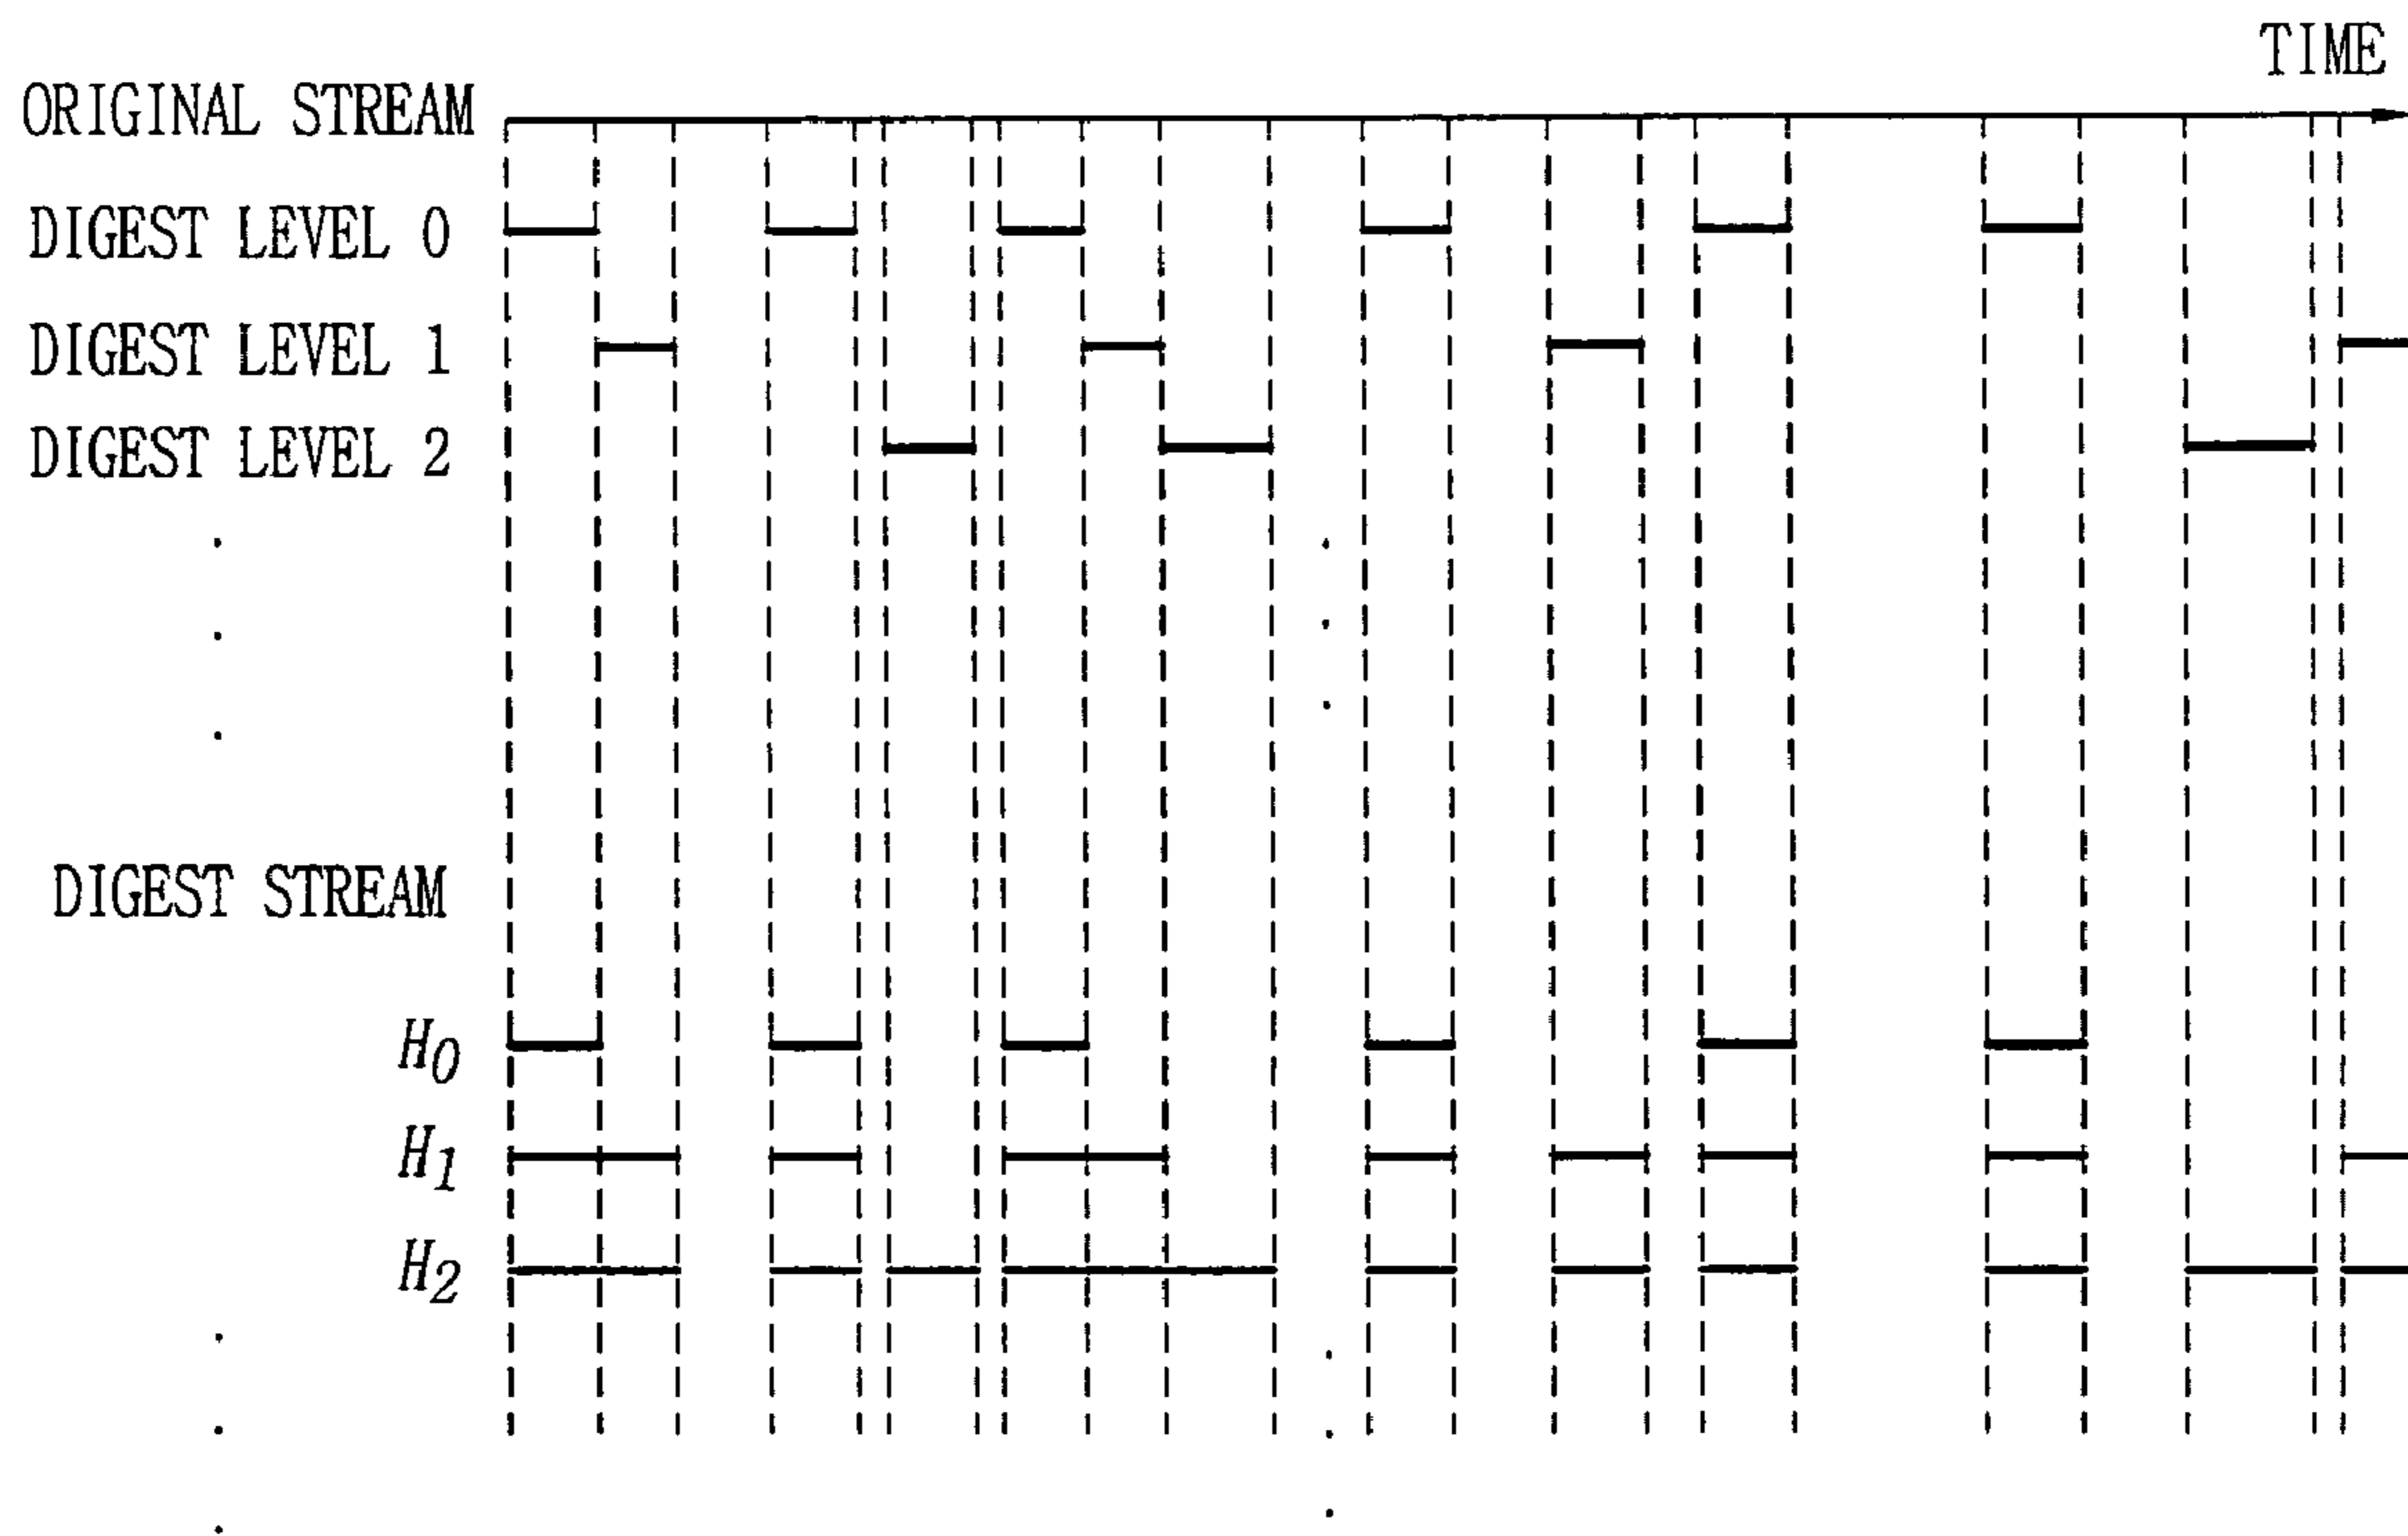 TIME
ORIGINAL STREAM
DIGEST LEVEL 0
DIGEST LEVEL 1
DIGEST LEVEL 2
DIGEST STREAM
H0
H1
H2